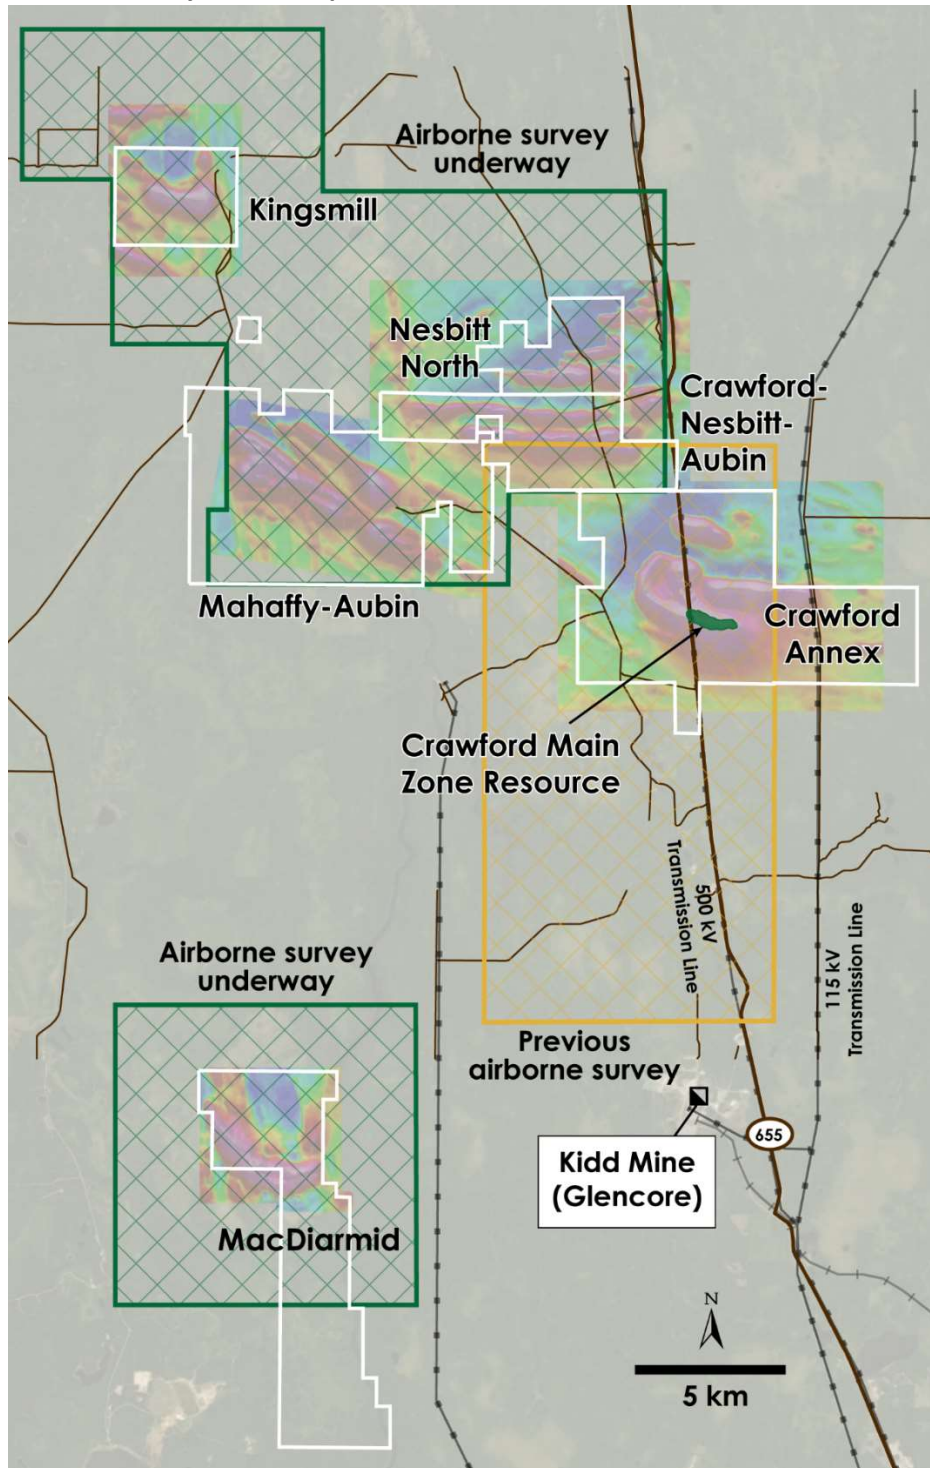 Airborne survey
underway
Kingsmill
Nesbitt
North
Crawford-
Nesbitt-
Aubin
Mahaffy-Aubin
Crawford
Annex
Crawford Main
Zone Resource
500 kV
Transmission Line
115 kV
Transmission Line
Airborne survey
underway
Previous
airborne survey
655
Kidd Mine
(Glencore)
MacDiarmid
N
5 km